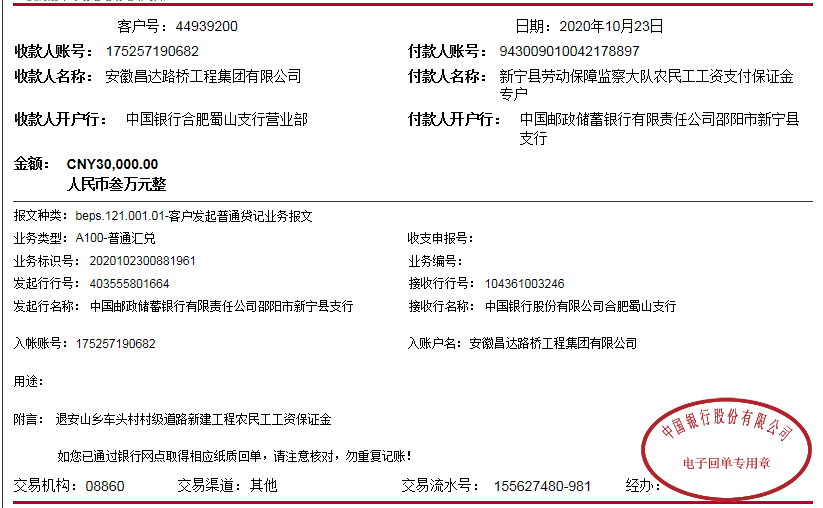 客户号：44939200 日期：2020年10月23日
收款人账号：175257190682 付款人账号：943009010042178897
收款人名称：安徽昌达路桥工程集团有限公司 付款人名称：新宁县劳动保障监察大队农民工工资支付保证金
专户
收款人开户行：中国银行合肥蜀山支行营业部 付款人开户行：中国邮政储蓄银行有限责任公司邵阳市新宁县
支行
金额：CNY30,000.00
人民币叁万元整
报文种类：beps.121.001.01-客户发起普通贷记业务报文
业务类型：A100-普通汇兑 收支申报号：
业务标识号：2020102300881961 业务编号：
发起行行号：403555801664 接收行行号：104361003246
发起行名称：中国邮政储蓄银行有限责任公司邵阳市新宁县支行 接收行名称：中国银行股份有限公司合肥蜀山支行
入帐账号：175257190682 入账户名：安徽昌达路桥工程集团有限公司
用途：
附言：退安山乡车头村村级道路新建工程农民工工资保证金
如您已通过银行网点取得相应纸质回单，请注意核对，勿重复记账！
中国银行股份有限公司
电子回单专用章
交易机构：08860 交易渠道：其他 交易流水号：155627480-981 经办：